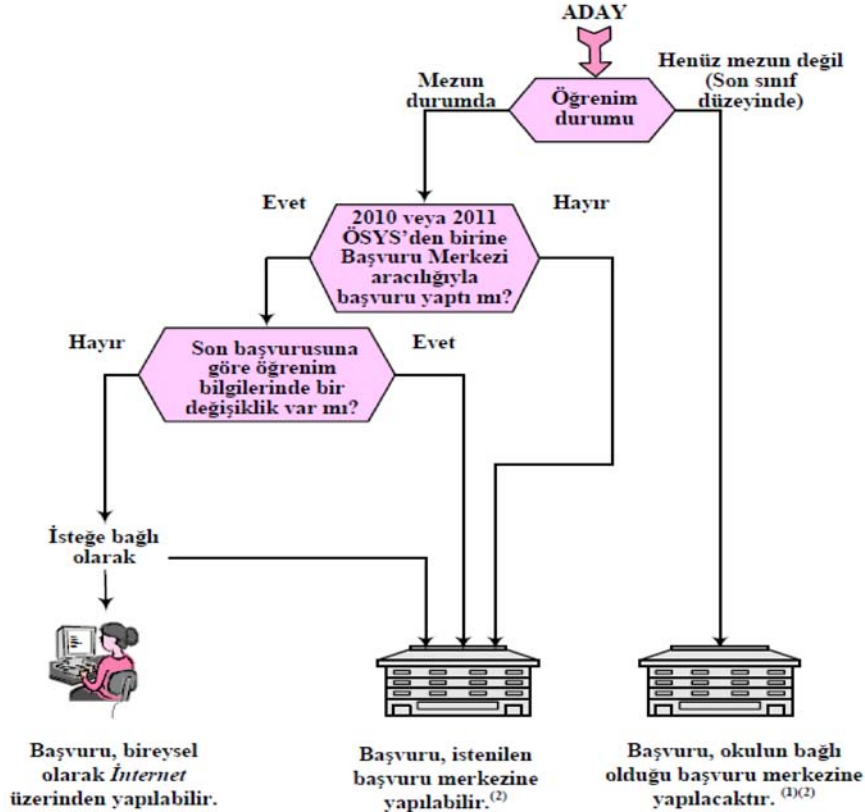 ADAY
Henüz mezun değil
(Son sınıf
düzeyinde)
Mezun
durumda
Öğrenim
durumu
Evet
Hayır
2010 veya 2011
ÖSYS’den birine
Başvuru Merkezi
aracılığıyla
başvuru yaptı mı?
Hayır
Evet
Son başvurusuna
göre öğrenim
bilgilerinde bir
değişiklik var mı?
İsteğe bağlı
olarak
Başvuru, bireysel
olarak İnternet
üzerinden yapılabilir.
Başvuru, istenilen
başvuru merkezine
yapılabilir.(2)
Başvuru, okulun bağlı
olduğu başvuru merkezine
yapılacaktır. (1)(2)